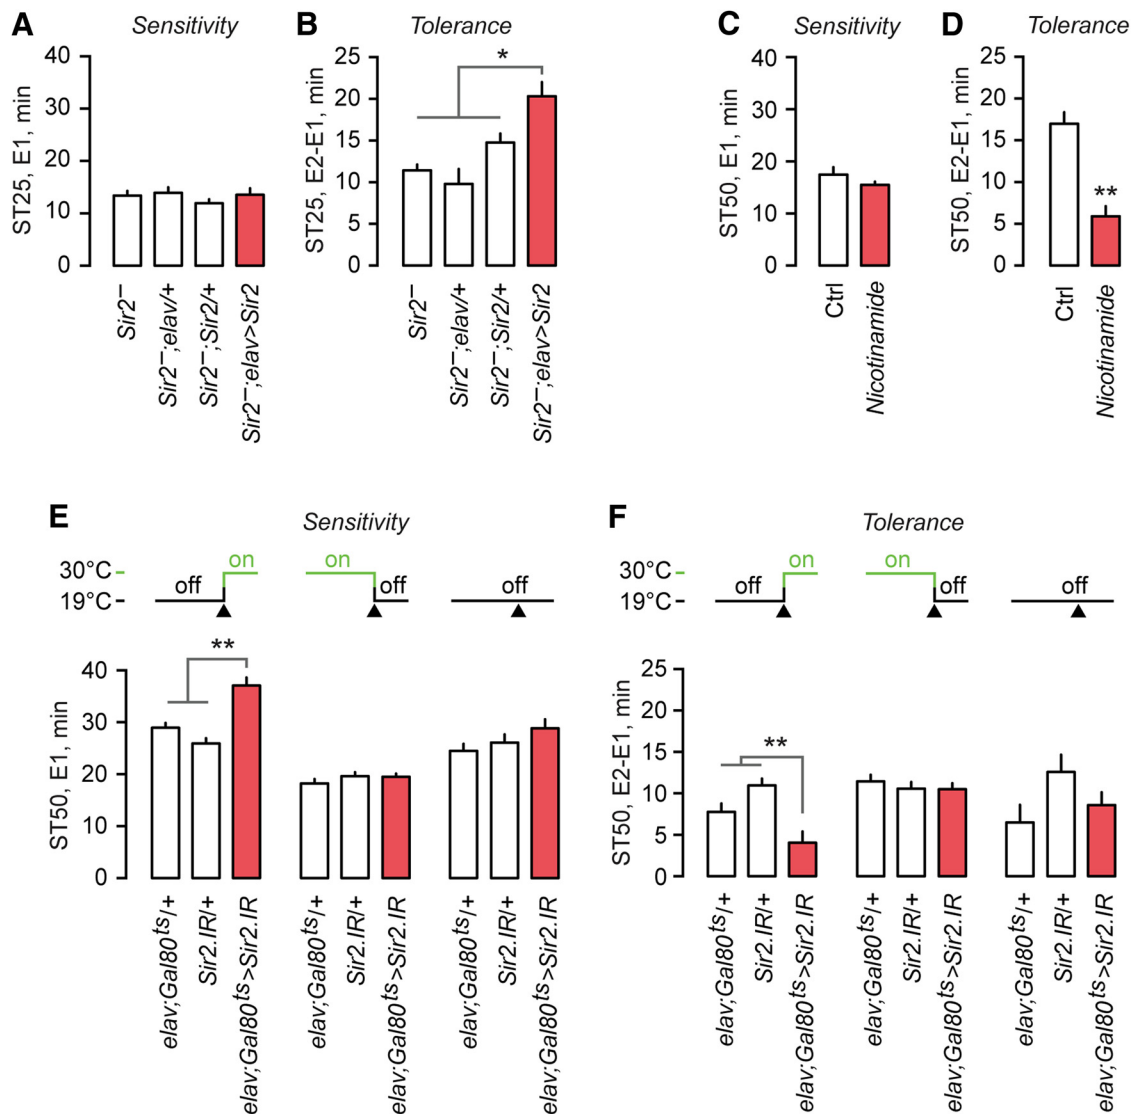 A Sensitivity
ST25, E1, min
40
30
20
10
0
Sir2–
Sir2–;elav/+
Sir2–;Sir2/+
Sir2–;elav>Sir2
B Tolerance
ST25, E2-E1, min
25
20
15
10
5
0
*
Sir2–
Sir2–;elav/+
Sir2–;Sir2/+
Sir2–;elav>Sir2
C Sensitivity
ST50, E1, min
40
30
20
10
0
Ctrl
Nicotinamide
D Tolerance
ST50, E2-E1, min
25
20
15
10
5
0
**
Ctrl
Nicotinamide
E Sensitivity
30°C
19°C
off on
on off
off
ST50, E1, min
40
30
20
10
0
**
elav;Gal80ts/+
Sir2.IR/+
elav;Gal80ts>Sir2.IR
elav;Gal80ts/+
Sir2.IR/+
elav;Gal80ts>Sir2.IR
elav;Gal80ts/+
Sir2.IR/+
elav;Gal80ts>Sir2.IR
F Tolerance
30°C
19°C
off on
on off
off
ST50, E2-E1, min
25
20
15
10
5
0
**
elav;Gal80ts/+
Sir2.IR/+
elav;Gal80ts>Sir2.IR
elav;Gal80ts/+
Sir2.IR/+
elav;Gal80ts>Sir2.IR
elav;Gal80ts/+
Sir2.IR/+
elav;Gal80ts>Sir2.IR